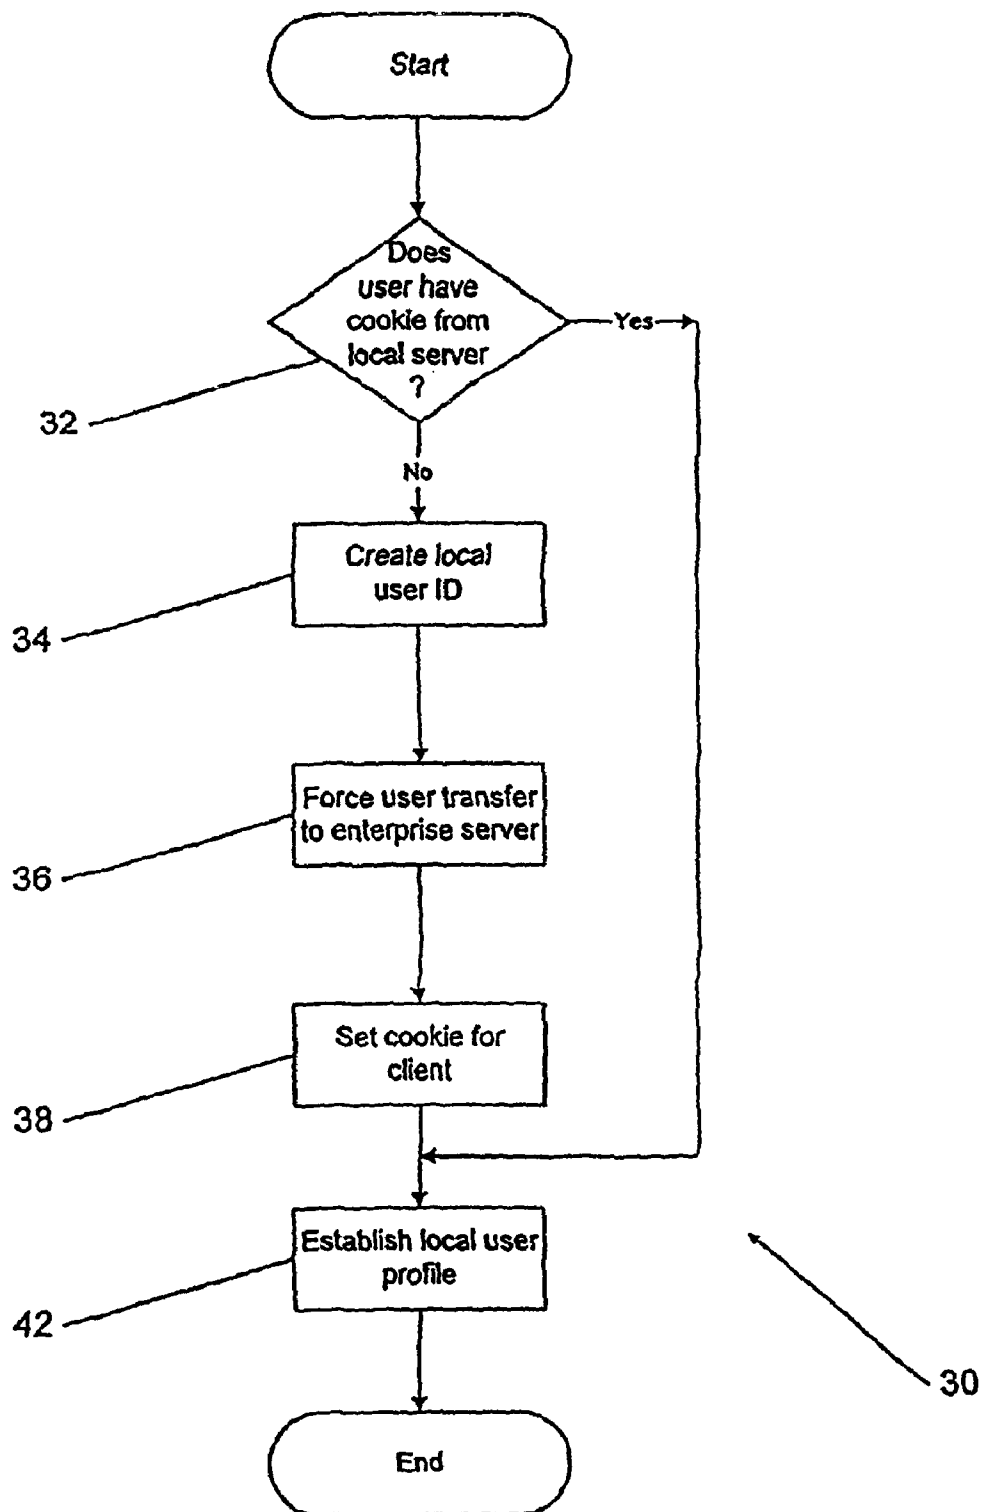 Start
Does
user have
cookie from
local server
?
Yes
32
No
Create local
user ID
34
Force user transfer
to enterprise server
36
Set cookie for
client
38
Establish local user
profile
42
30
End